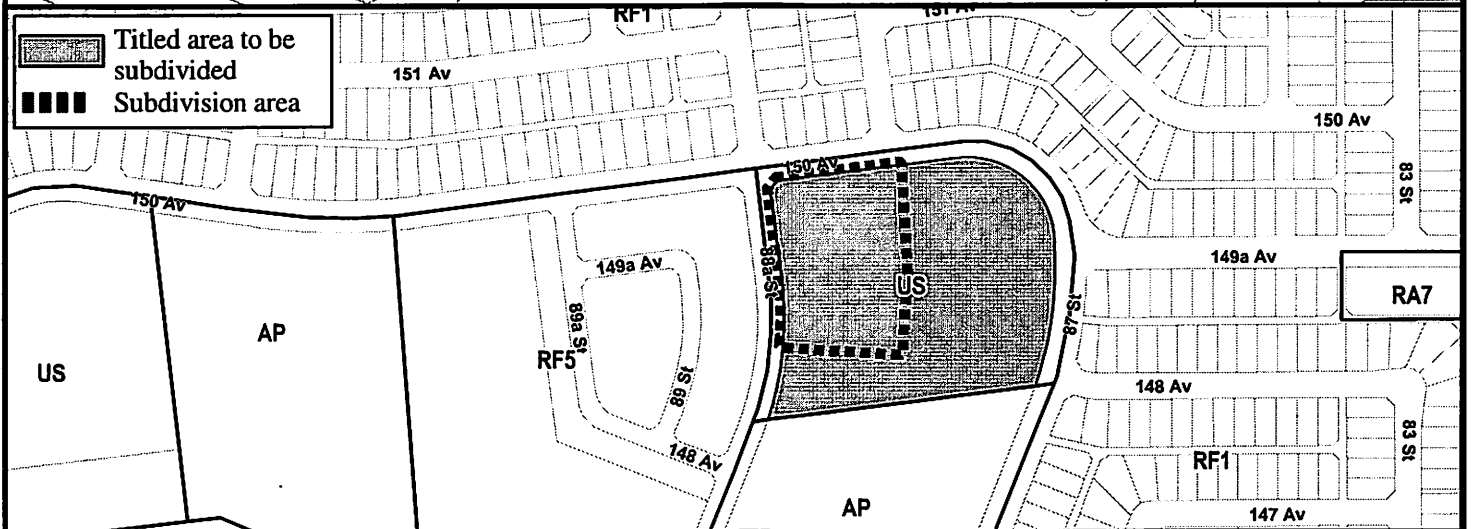 RF1
151 Av
Titled area to be
subdivided
Subdivision area
151 Av
150 Av
150 Av
83 St
150 Av
149a Av
149a Av
88a St
US
RA7
89a St
87 St
AP
US
RF5
89 St
148 Av
148 Av
83 St
RF1
AP
147 Av